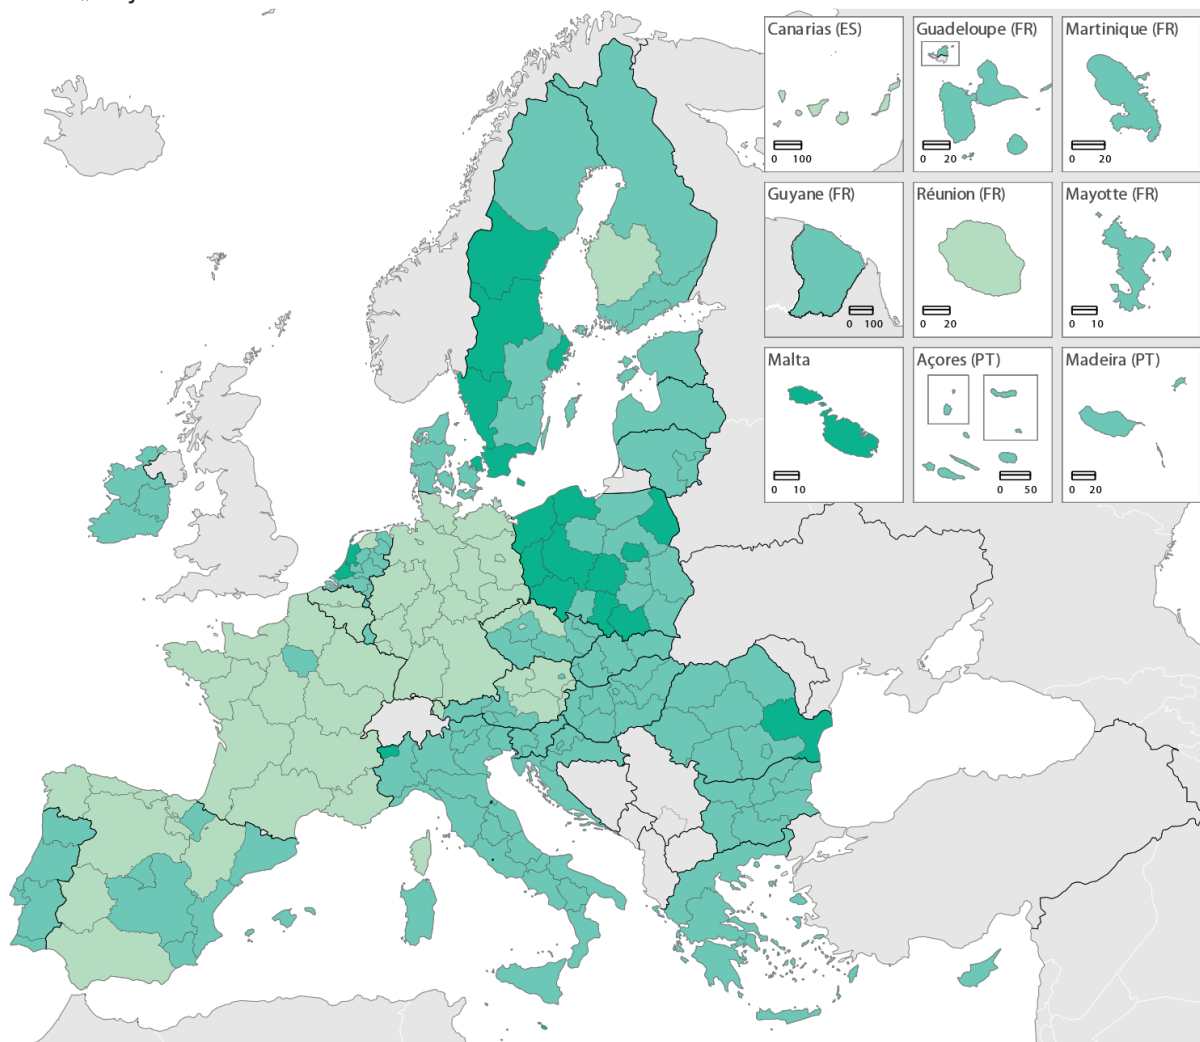 Canarias (ES)
0 100
Guadeloupe (FR)
0 20
Martinique (FR)
0 20
Guyane (FR)
0 100
Réunion (FR)
0 20
Mayotte (FR)
0 10
Malta
0 10
Açores (PT)
0 50
Madeira (PT)
0 20